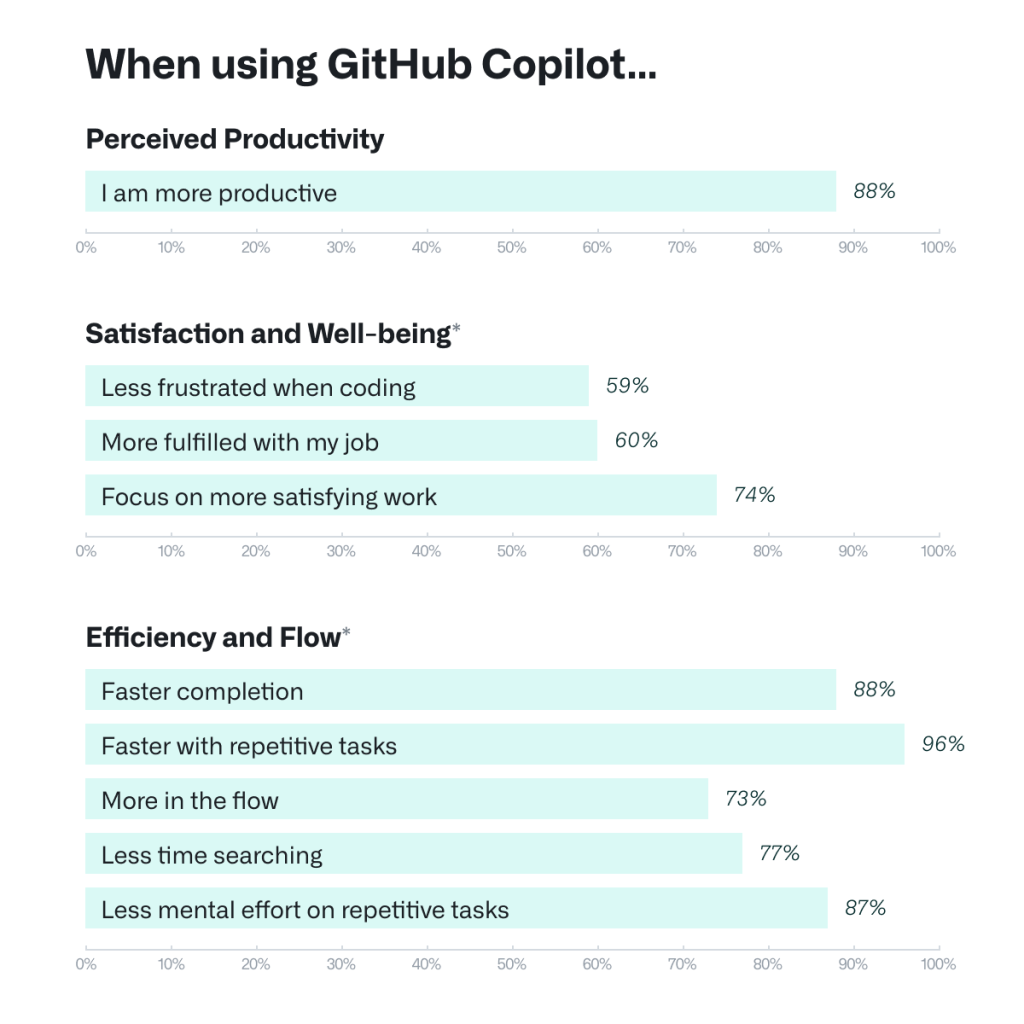 When using GitHub Copilot...
Perceived Productivity
I am more productive 88%
0% 10% 20% 30% 40% 50% 60% 70% 80% 90% 100%
Satisfaction and Well-being*
Less frustrated when coding 59%
More fulfilled with my job 60%
Focus on more satisfying work 74%
0% 10% 20% 30% 40% 50% 60% 70% 80% 90% 100%
Efficiency and Flow*
Faster completion 88%
Faster with repetitive tasks 96%
More in the flow 73%
Less time searching 77%
Less mental effort on repetitive tasks 87%
0% 10% 20% 30% 40% 50% 60% 70% 80% 90% 100%